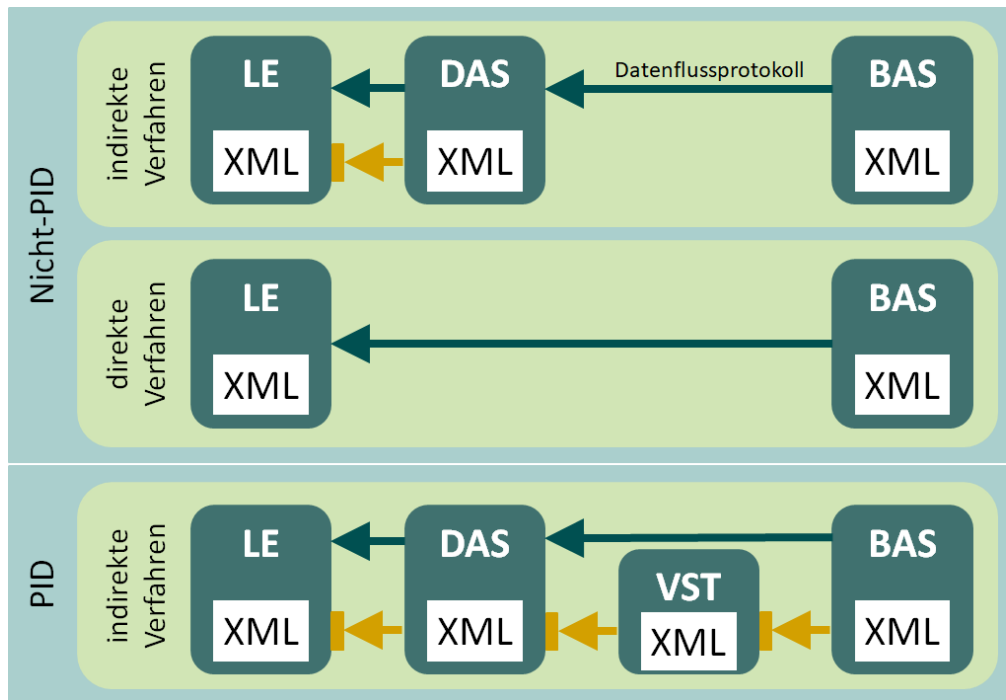 Nicht-PID
indirekte
Verfahren
LE
DAS
Datenflussprotokoll
BAS
XML
XML
XML
direkte
Verfahren
LE
BAS
XML
XML
PID
indirekte
Verfahren
LE
DAS
VST
BAS
XML
XML
XML
XML